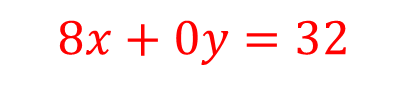 8x + 0y = 32